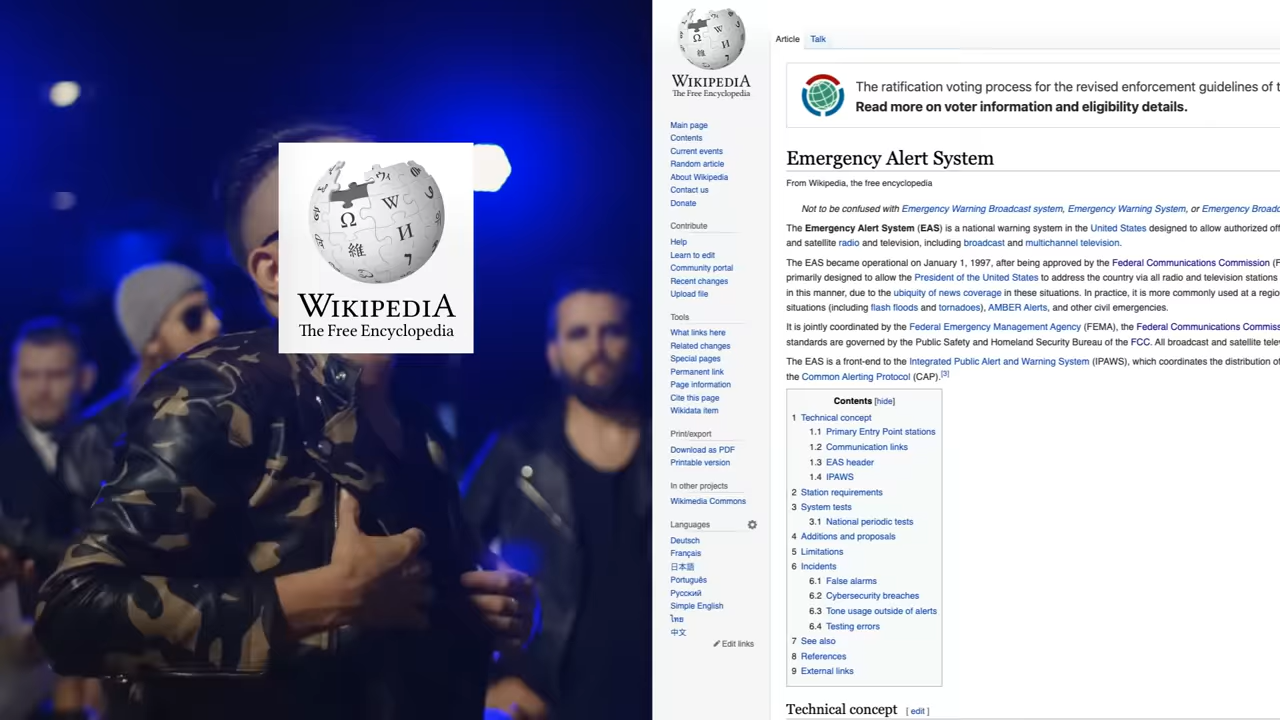 WIKIPEDIA
The Free Encyclopedia
WIKIPEDIA
The Free Encyclopedia
Main page
Contents
Current events
Random article
About Wikipedia
Contact us
Donate
Contribute
Help
Learn to edit
Community portal
Recent changes
Upload file
Tools
What links here
Related changes
Special pages
Permanent link
Page information
Cite this page
Wikidata item
Print/export
Download as PDF
Printable version
In other projects
Wikimedia Commons
Languages
Deutsch
Français
日本語
Português
Русский
Simple English
ไทย
中文
Edit links
Article Talk
The ratification voting process for the revised enforcement guidelines of
Read more on voter information and eligibility details.
Emergency Alert System
From Wikipedia, the free encyclopedia
Not to be confused with Emergency Warning Broadcast system, Emergency Warning System, or Emergency
The Emergency Alert System (EAS) is a national warning system in the United States designed to allow authorized
and satellite radio and television, including broadcast and multichannel television.
The EAS became operational on January 1, 1997, after being approved by the Federal Communications Commission
primarily designed to allow the President of the United States to address the country via all radio and television stations
in this manner, due to the ubiquity of news coverage in these situations. In practice, it is more commonly used at a
situations (including flash floods and tornadoes), AMBER Alerts, and other civil emergencies.
It is jointly coordinated by the Federal Emergency Management Agency (FEMA), the Federal Communications
standards are governed by the Public Safety and Homeland Security Bureau of the FCC. All broadcast and satellite
The EAS is a front-end to the Integrated Public Alert and Warning System (IPAWS), which coordinates the distribution of
the Common Alerting Protocol (CAP).[3]
Contents [hide]
1 Technical concept
1.1 Primary Entry Point stations
1.2 Communication links
1.3 EAS header
1.4 IPAWS
2 Station requirements
3 System tests
3.1 National periodic tests
4 Additions and proposals
5 Limitations
6 Incidents
6.1 False alarms
6.2 Cybersecurity breaches
6.3 Tone usage outside of alerts
6.4 Testing errors
7 See also
8 References
9 External links
Technical concept [ edit ]